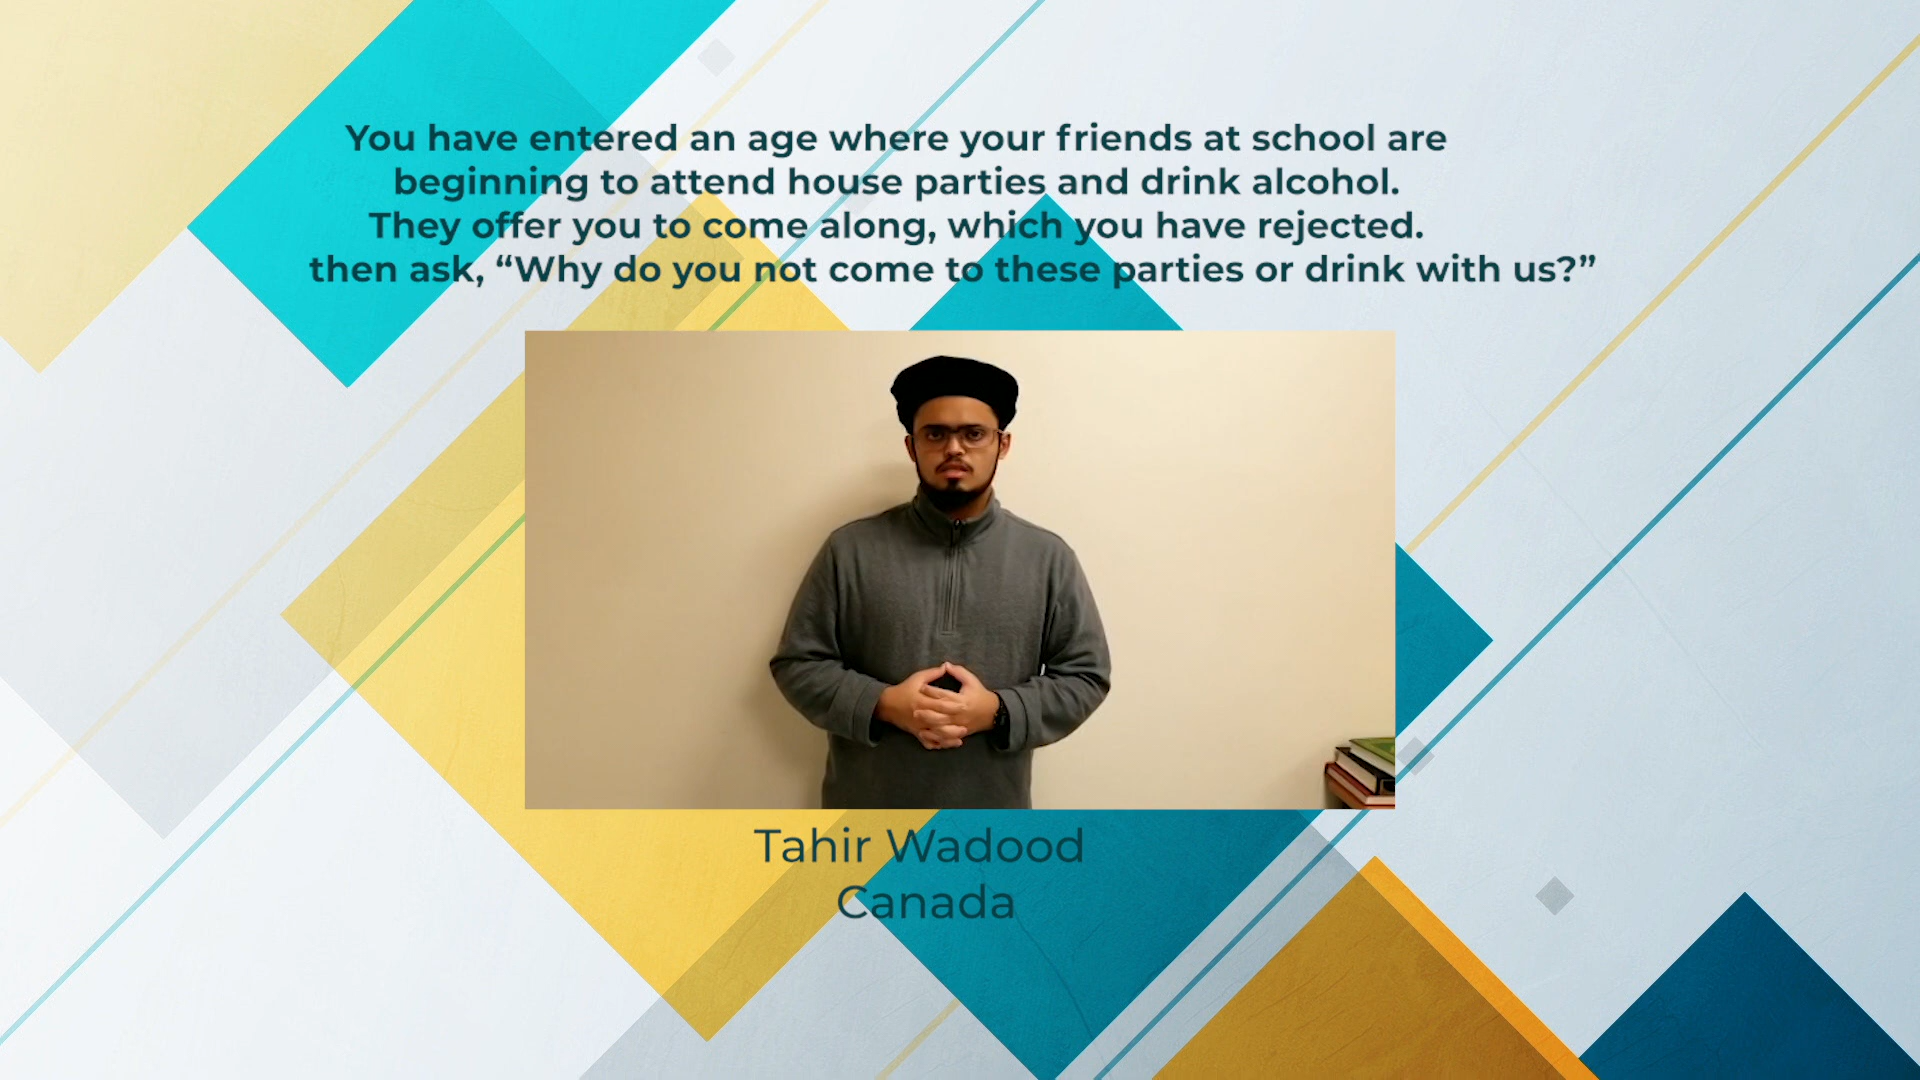 You have entered an age where your friends at school are
beginning to attend house parties and drink alcohol.
They offer you to come along, which you have rejected.
then ask, “Why do you not come to these parties or drink with us?”
Tahir Wadood
Canada